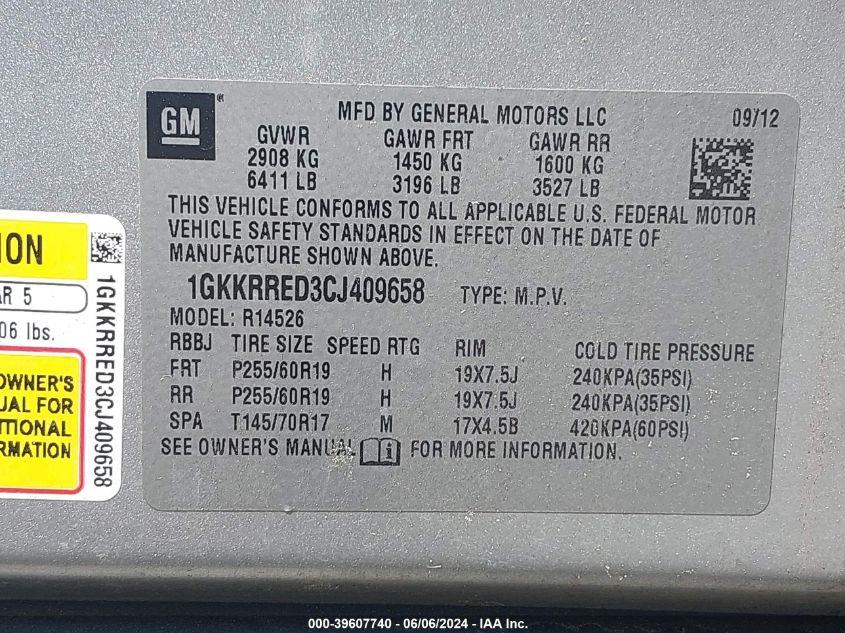 GM®
MFD BY GENERAL MOTORS LLC 09/12
GVWR GAWR FRT GAWR RR
2908 KG 1450 KG 1600 KG
6411 LB 3196 LB 3527 LB
THIS VEHICLE CONFORMS TO ALL APPLICABLE U.S. FEDERAL MOTOR
VEHICLE SAFETY STANDARDS IN EFFECT ON THE DATE OF
MANUFACTURE SHOWN ABOVE.
1GKKRRED3CJ409658 TYPE: M.P.V.
MODEL: R14526
RBBJ TIRE SIZE SPEED RTG RIM COLD TIRE PRESSURE
FRT P255/60R19 H 19X7.5J 240KPA(35PSI)
RR P255/60R19 H 19X7.5J 240KPA(35PSI)
SPA T145/70R17 M 17X4.5B 420KPA(60PSI)
SEE OWNER'S MANUAL i FOR MORE INFORMATION.
ION
AR 5
06 lbs.
OWNER'S
UAL FOR
ITIONAL
RMATION
1GKKRRED3CJ409658
000-39607740 - 06/06/2024 - IAA Inc.